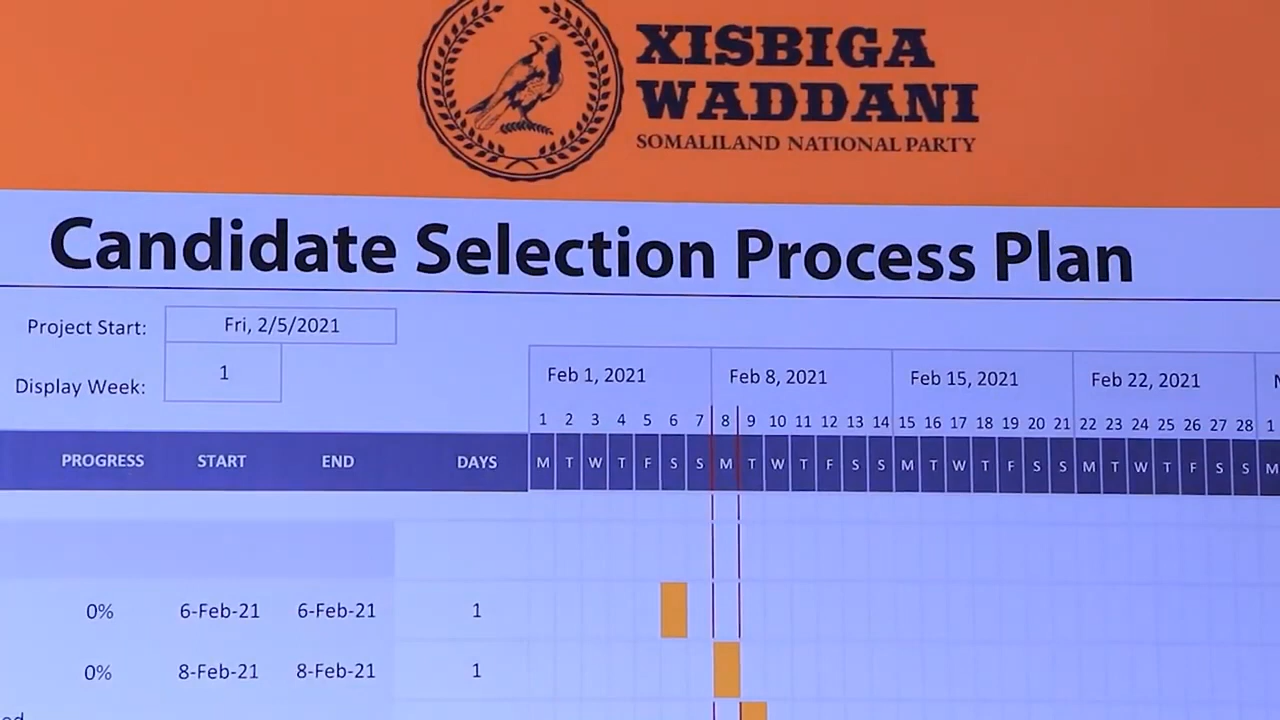 XISBIGA
WADDANI
SOMALILAND NATIONAL PARTY
Candidate Selection Process Plan
Project Start: Fri, 2/5/2021
Display Week: 1
Feb 1, 2021 Feb 8, 2021 Feb 15, 2021 Feb 22, 2021
1 2 3 4 5 6 7 8 9 10 11 12 13 14 15 16 17 18 19 20 21 22 23 24 25 26 27 28 1
PROGRESS START END DAYS M T W T F S S M T W T F S S M T W T F S S M T W T F S S M
0% 6-Feb-21 6-Feb-21 1
0% 8-Feb-21 8-Feb-21 1